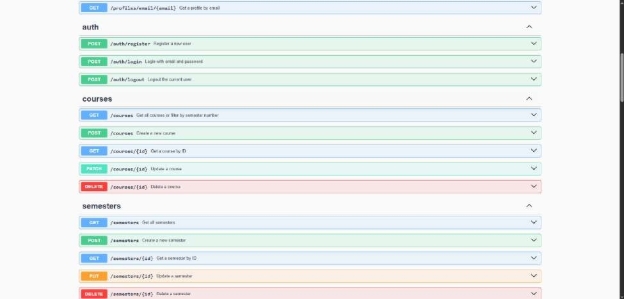 GET /profiles/email/{email} Get a profile by email
auth
POST /auth/register Register a new user
POST /auth/login Login with email and password
POST /auth/logout Logout the current user
courses
GET /courses Get all courses or filter by semester number
POST /courses Create a new course
GET /courses/{id} Get a course by ID
PATCH /courses/{id} Update a course
DELETE /courses/{id} Delete a course
semesters
GET /semesters Get all semesters
POST /semesters Create a new semester
GET /semesters/{id} Get a semester by ID
PUT /semesters/{id} Update a semester
DELETE /semesters/{id} Delete a semester